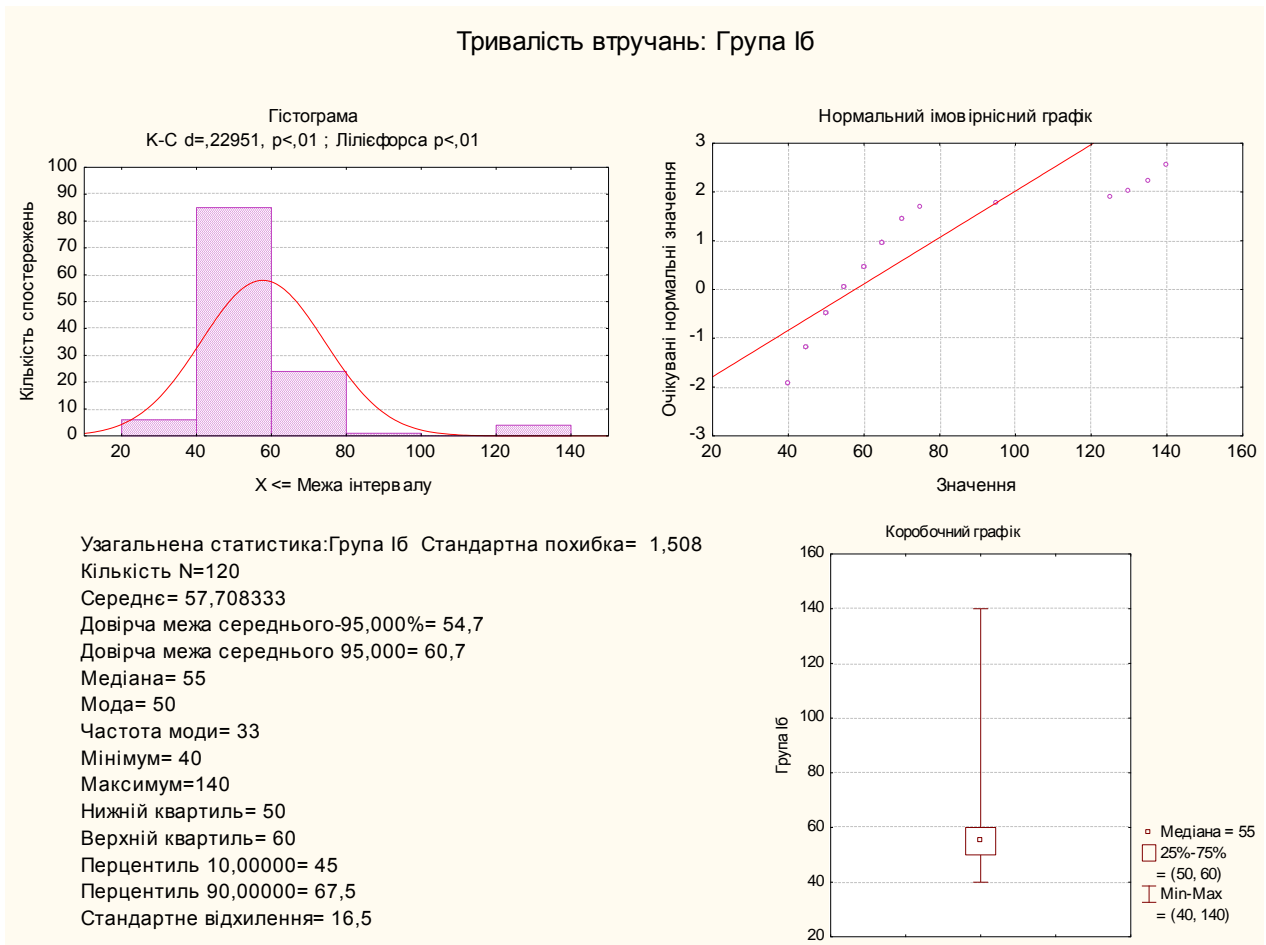 Тривалість втручань: Група Іб
Гістограма
К-С d=,22951, p<,01 ; Лілієфорса p<,01
Кількість спостережень
100
90
80
70
60
50
40
30
20
10
0
20 40 60 80 100 120 140
X <= Межа інтервалу
Нормальний імовірнісний графік
Очікувані нормальні значення
3
2
1
0
-1
-2
-3
20 40 60 80 100 120 140 160
Значення
Узагальнена статистика:Група Іб Стандартна похибка= 1,508
Кількість N=120
Середнє= 57,708333
Довірча межа середнього-95,000%= 54,7
Довірча межа середнього 95,000= 60,7
Медіана= 55
Мода= 50
Частота моди= 33
Мінімум= 40
Максимум=140
Нижній квартиль= 50
Верхній квартиль= 60
Перцентиль 10,00000= 45
Перцентиль 90,00000= 67,5
Стандартне відхилення= 16,5
Коробочний графік
Група Іб
160
140
120
100
80
60
40
20
Медіана = 55
25%-75%
= (50, 60)
Min-Max
= (40, 140)